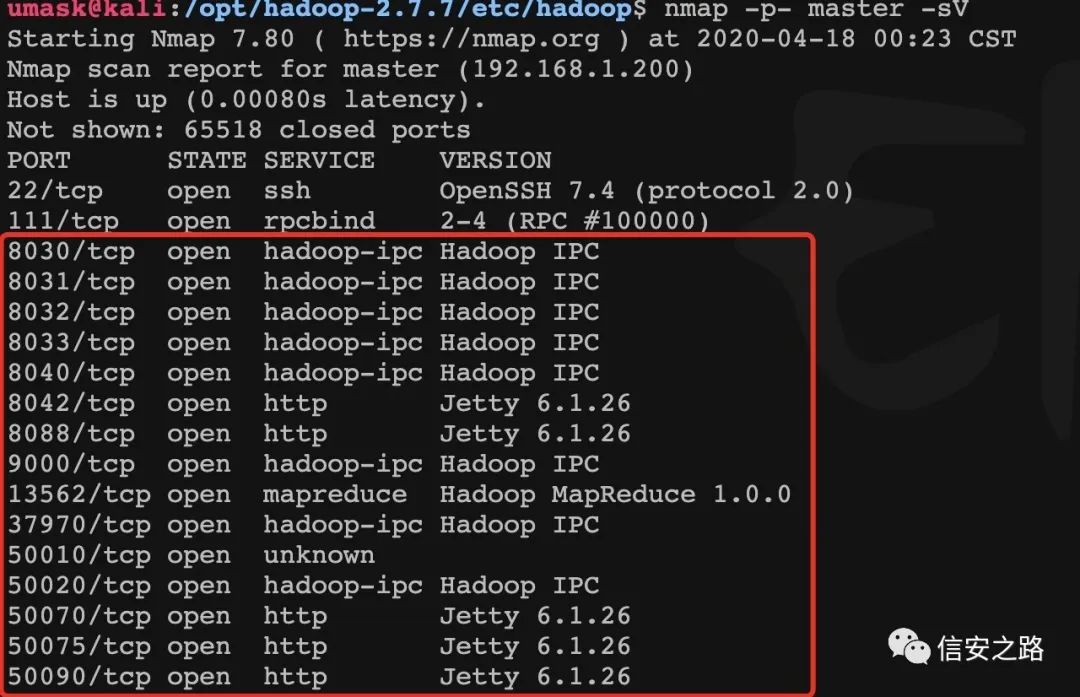 umask@kali:/opt/hadoop-2.7.7/etc/hadoop$ nmap -p- master -sV
Starting Nmap 7.80 ( https://nmap.org ) at 2020-04-18 00:23 CST
Nmap scan report for master (192.168.1.200)
Host is up (0.00080s latency).
Not shown: 65518 closed ports
PORT STATE SERVICE VERSION
22/tcp open ssh OpenSSH 7.4 (protocol 2.0)
111/tcp open rpcbind 2-4 (RPC #100000)
8030/tcp open hadoop-ipc Hadoop IPC
8031/tcp open hadoop-ipc Hadoop IPC
8032/tcp open hadoop-ipc Hadoop IPC
8033/tcp open hadoop-ipc Hadoop IPC
8040/tcp open hadoop-ipc Hadoop IPC
8042/tcp open http Jetty 6.1.26
8088/tcp open http Jetty 6.1.26
9000/tcp open hadoop-ipc Hadoop IPC
13562/tcp open mapreduce Hadoop MapReduce 1.0.0
37970/tcp open hadoop-ipc Hadoop IPC
50010/tcp open unknown
50020/tcp open hadoop-ipc Hadoop IPC
50070/tcp open http Jetty 6.1.26
50075/tcp open http Jetty 6.1.26
50090/tcp open http Jetty 6.1.26
信安之路